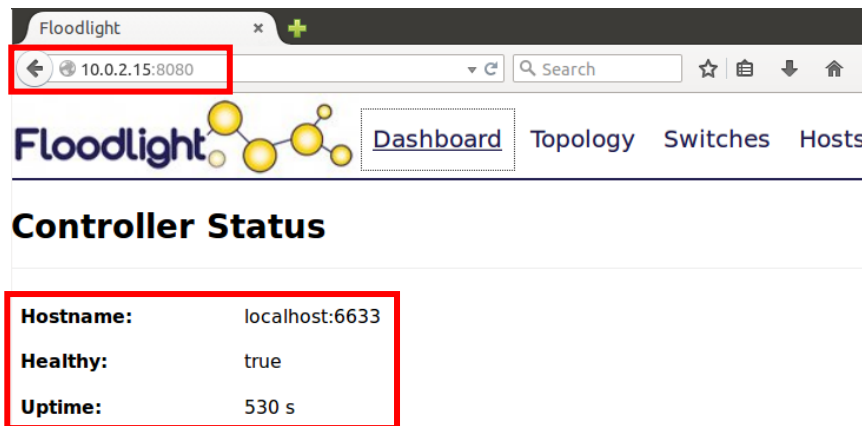 Floodlight
10.0.2.15:8080 Search
Floodlight Dashboard Topology Switches Hosts
Controller Status
Hostname: localhost:6633
Healthy: true
Uptime: 530 s